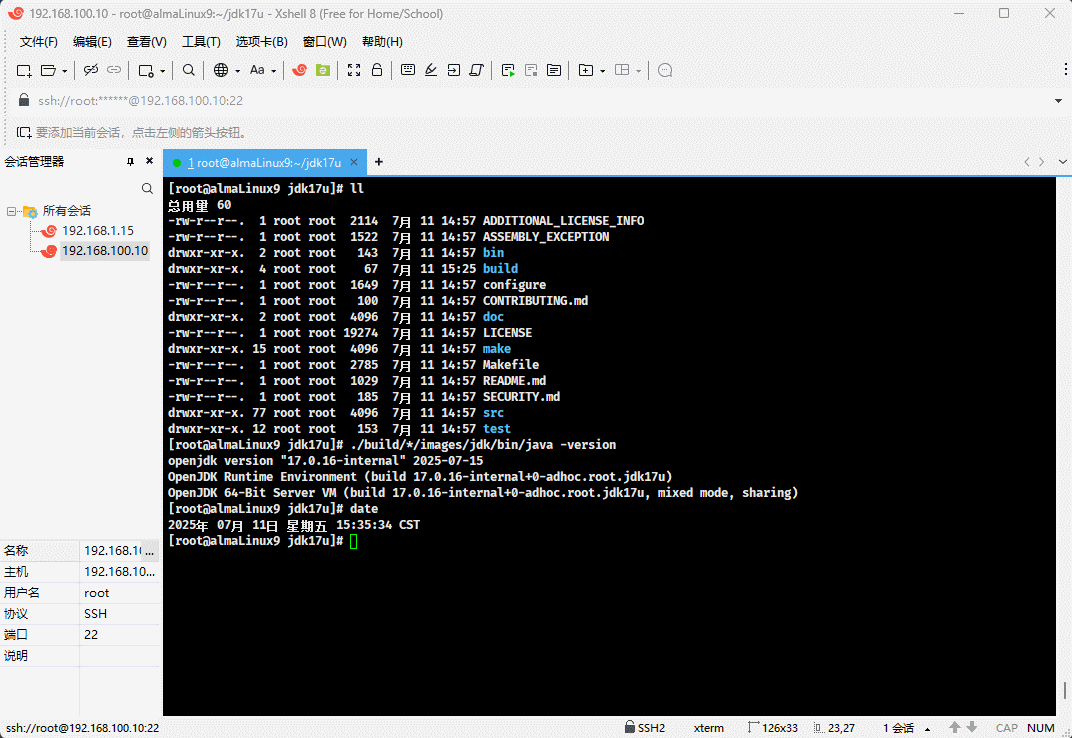 192.168.100.10 - root@almaLinux9:~/jdk17u - Xshell 8 (Free for Home/School)
文件(F) 编辑(E) 查看(V) 工具(T) 选项卡(B) 窗口(W) 帮助(H)
Aa
ssh://root:******@192.168.100.10:22
要添加当前会话，点击左侧的箭头按钮。
会话管理器
1 root@almaLinux9:~/jdk17u
所有会话
192.168.1.15
192.168.100.10
[root@almaLinux9 jdk17u]# ll
总用量 60
-rw-r--r--.  1 root root  2114  7月 11 14:57 ADDITIONAL_LICENSE_INFO
-rw-r--r--.  1 root root  1522  7月 11 14:57 ASSEMBLY_EXCEPTION
drwxr-xr-x.  2 root root   143  7月 11 14:57 bin
drwxr-xr-x.  4 root root    67  7月 11 15:25 build
-rw-r--r--.  1 root root  1649  7月 11 14:57 configure
-rw-r--r--.  1 root root   100  7月 11 14:57 CONTRIBUTING.md
drwxr-xr-x.  2 root root  4096  7月 11 14:57 doc
-rw-r--r--.  1 root root 19274  7月 11 14:57 LICENSE
drwxr-xr-x. 15 root root  4096  7月 11 14:57 make
-rw-r--r--.  1 root root  2785  7月 11 14:57 Makefile
-rw-r--r--.  1 root root  1029  7月 11 14:57 README.md
-rw-r--r--.  1 root root   185  7月 11 14:57 SECURITY.md
drwxr-xr-x. 77 root root  4096  7月 11 14:57 src
drwxr-xr-x. 12 root root   153  7月 11 14:57 test
[root@almaLinux9 jdk17u]# ./build/*/images/jdk/bin/java -version
openjdk version "17.0.16-internal" 2025-07-15
OpenJDK Runtime Environment (build 17.0.16-internal+0-adhoc.root.jdk17u)
OpenJDK 64-Bit Server VM (build 17.0.16-internal+0-adhoc.root.jdk17u, mixed mode, sharing)
[root@almaLinux9 jdk17u]# date
2025年 07月 11日 星期五 15:35:34 CST
[root@almaLinux9 jdk17u]#
名称 192.168.10...
主机 192.168.10...
用户名 root
协议 SSH
端口 22
说明
ssh://root@192.168.100.10:22 SSH2 xterm 126x33 23,27 1 会话 CAP NUM